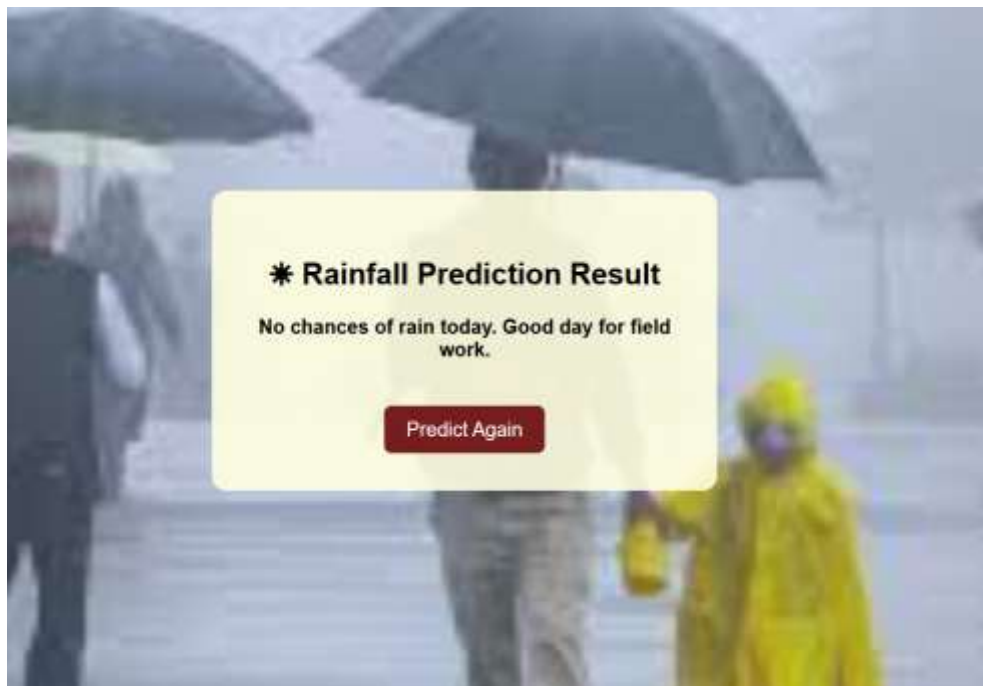 ☀ Rainfall Prediction Result
No chances of rain today. Good day for field
work.
Predict Again